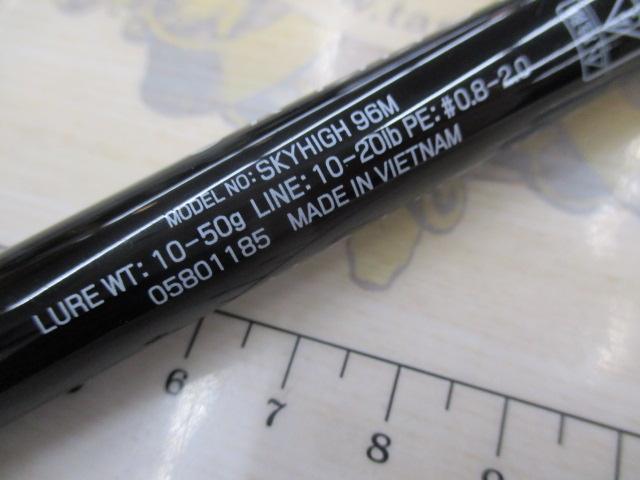 MODEL NO: SKYHIGH 96M
LURE WT: 10-50g LINE: 10-20lb PE: #0.8-2.0
05801185 MADE IN VIETNAM
6 7 8 9